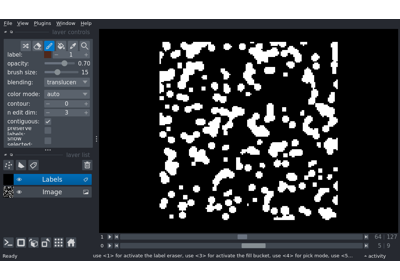 File View Plugins Window Help
layer controls
label: 1
opacity: 0.70
brush size: 15
blending: translucen
color mode: auto
contour: 0
n edit dim: 3
contiguous:
preserve labels:
show selected:
layer list
Labels
Image
1 64 127
0 5 9
Ready use <1> for activate the label eraser, use <3> for activate the fill bucket, use <4> for pick mode, use <5... activity